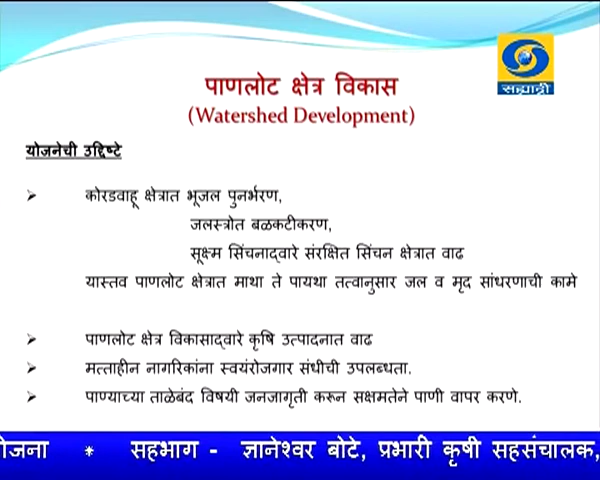 सह्याद्री
पाणलोट क्षेत्र विकास
(Watershed Development)
योजनेची उद्दिष्टे
➢ कोरडवाहू क्षेत्रात भूजल पुनर्भरण,
जलस्त्रोत बळकटीकरण,
सूक्ष्म सिंचनाद्वारे संरक्षित सिंचन क्षेत्रात वाढ
यास्तव पाणलोट क्षेत्रात माथा ते पायथा तत्वानुसार जल व मृद सांधरणाची कामे
➢ पाणलोट क्षेत्र विकासाद्वारे कृषि उत्पादनात वाढ
➢ मत्ताहीन नागरिकांना स्वयंरोजगार संधीची उपलब्धता.
➢ पाण्याच्या ताळेबंद विषयी जनजागृती करून सक्षमतेने पाणी वापर करणे.
योजना * सहभाग - ज्ञानेश्वर बोटे, प्रभारी कृषी सहसंचालक,